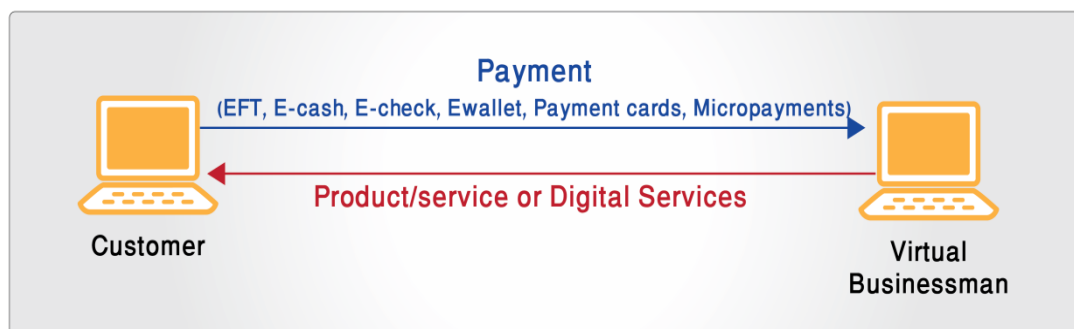 Payment
(EFT, E-cash, E-check, Ewallet, Payment cards, Micropayments)
Product/service or Digital Services
Customer
Virtual
Businessman